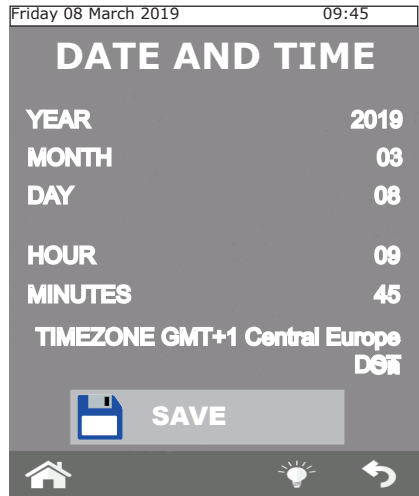 Friday 08 March 2019 09:45
DATE AND TIME
YEAR 2019
MONTH 03
DAY 08
HOUR 09
MINUTES 45
TIMEZONE GMT+1 Central Europe
SAVE